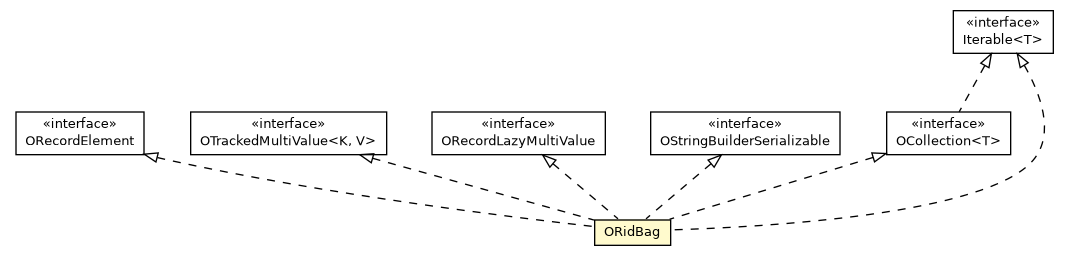 «interface»
Iterable<T>
«interface»
ORecordElement
«interface»
OTrackedMultiValue<K, V>
«interface»
ORecordLazyMultiValue
«interface»
OStringBuilderSerializable
«interface»
OCollection<T>
ORidBag